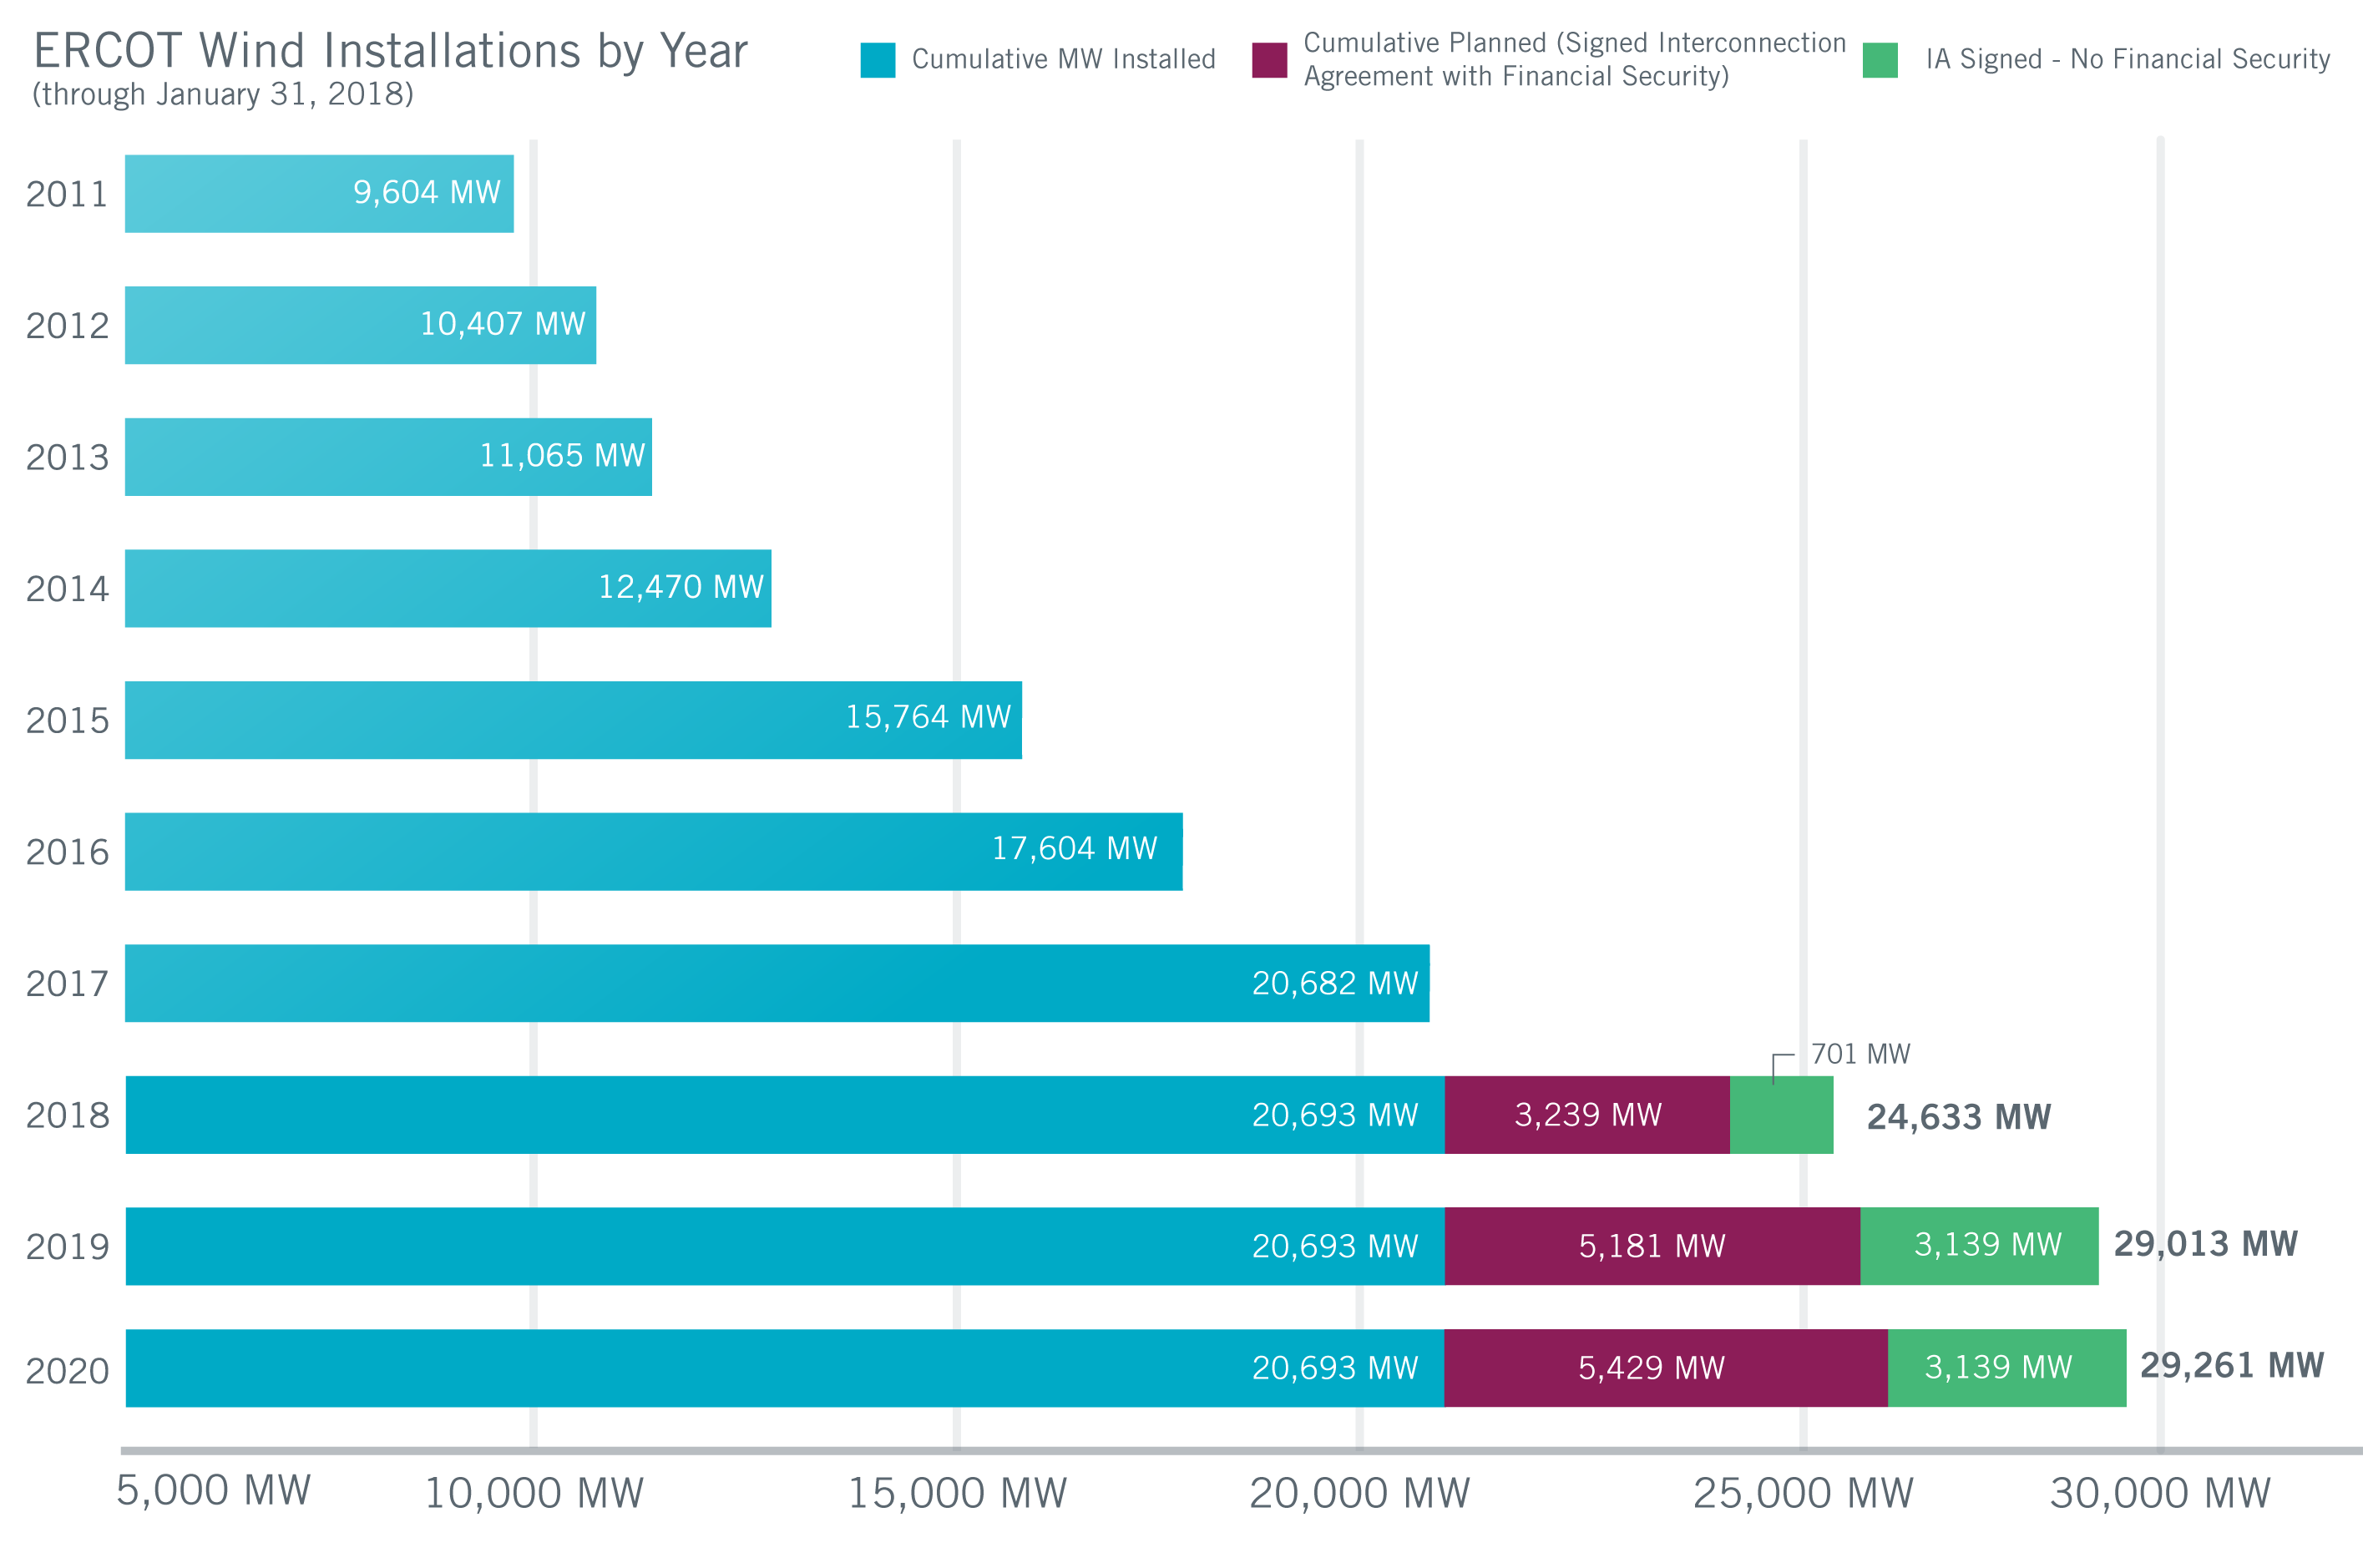 ERCOT Wind Installations by Year
(through January 31, 2018)
Cumulative MW Installed
Cumulative Planned (Signed Interconnection
Agreement with Financial Security)
IA Signed - No Financial Security
2011
9,604 MW
2012
10,407 MW
2013
11,065 MW
2014
12,470 MW
2015
15,764 MW
2016
17,604 MW
2017
20,682 MW
701 MW
2018
20,693 MW
3,239 MW
24,633 MW
2019
20,693 MW
5,181 MW
3,139 MW
29,013 MW
2020
20,693 MW
5,429 MW
3,139 MW
29,261 MW
5,000 MW
10,000 MW
15,000 MW
20,000 MW
25,000 MW
30,000 MW